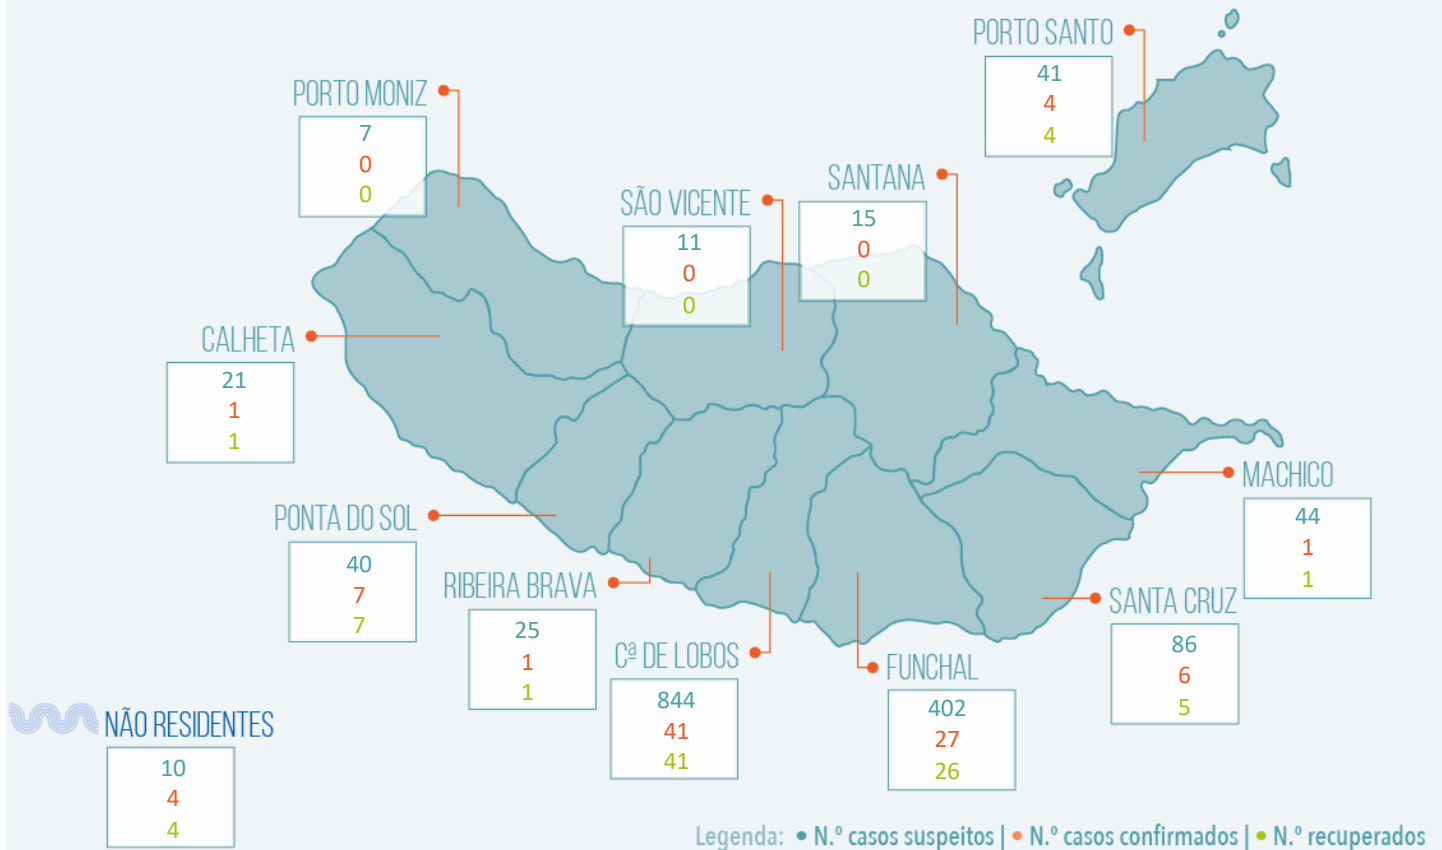 PORTO SANTO
41
4
4
PORTO MONIZ
7
0
0
SANTANA
15
0
0
SÃO VICENTE
11
0
0
CALHETA
21
1
1
MACHICO
44
1
1
PONTA DO SOL
40
7
7
RIBEIRA BRAVA
25
1
1
SANTA CRUZ
86
6
5
Cª DE LOBOS
844
41
41
FUNCHAL
402
27
26
NÃO RESIDENTES
10
4
4
Legenda: • N.º casos suspeitos | • N.º casos confirmados | • N.º recuperados